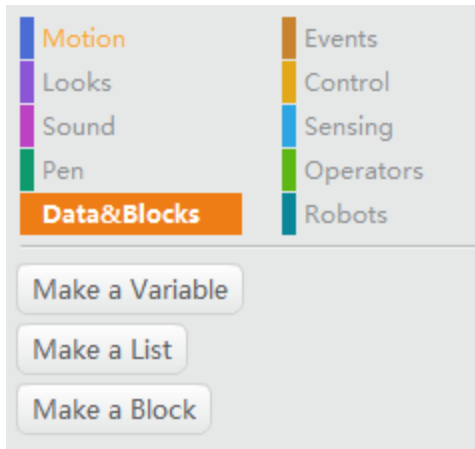 Motion
Events
Looks
Control
Sound
Sensing
Pen
Operators
Data&Blocks
Robots
Make a Variable
Make a List
Make a Block